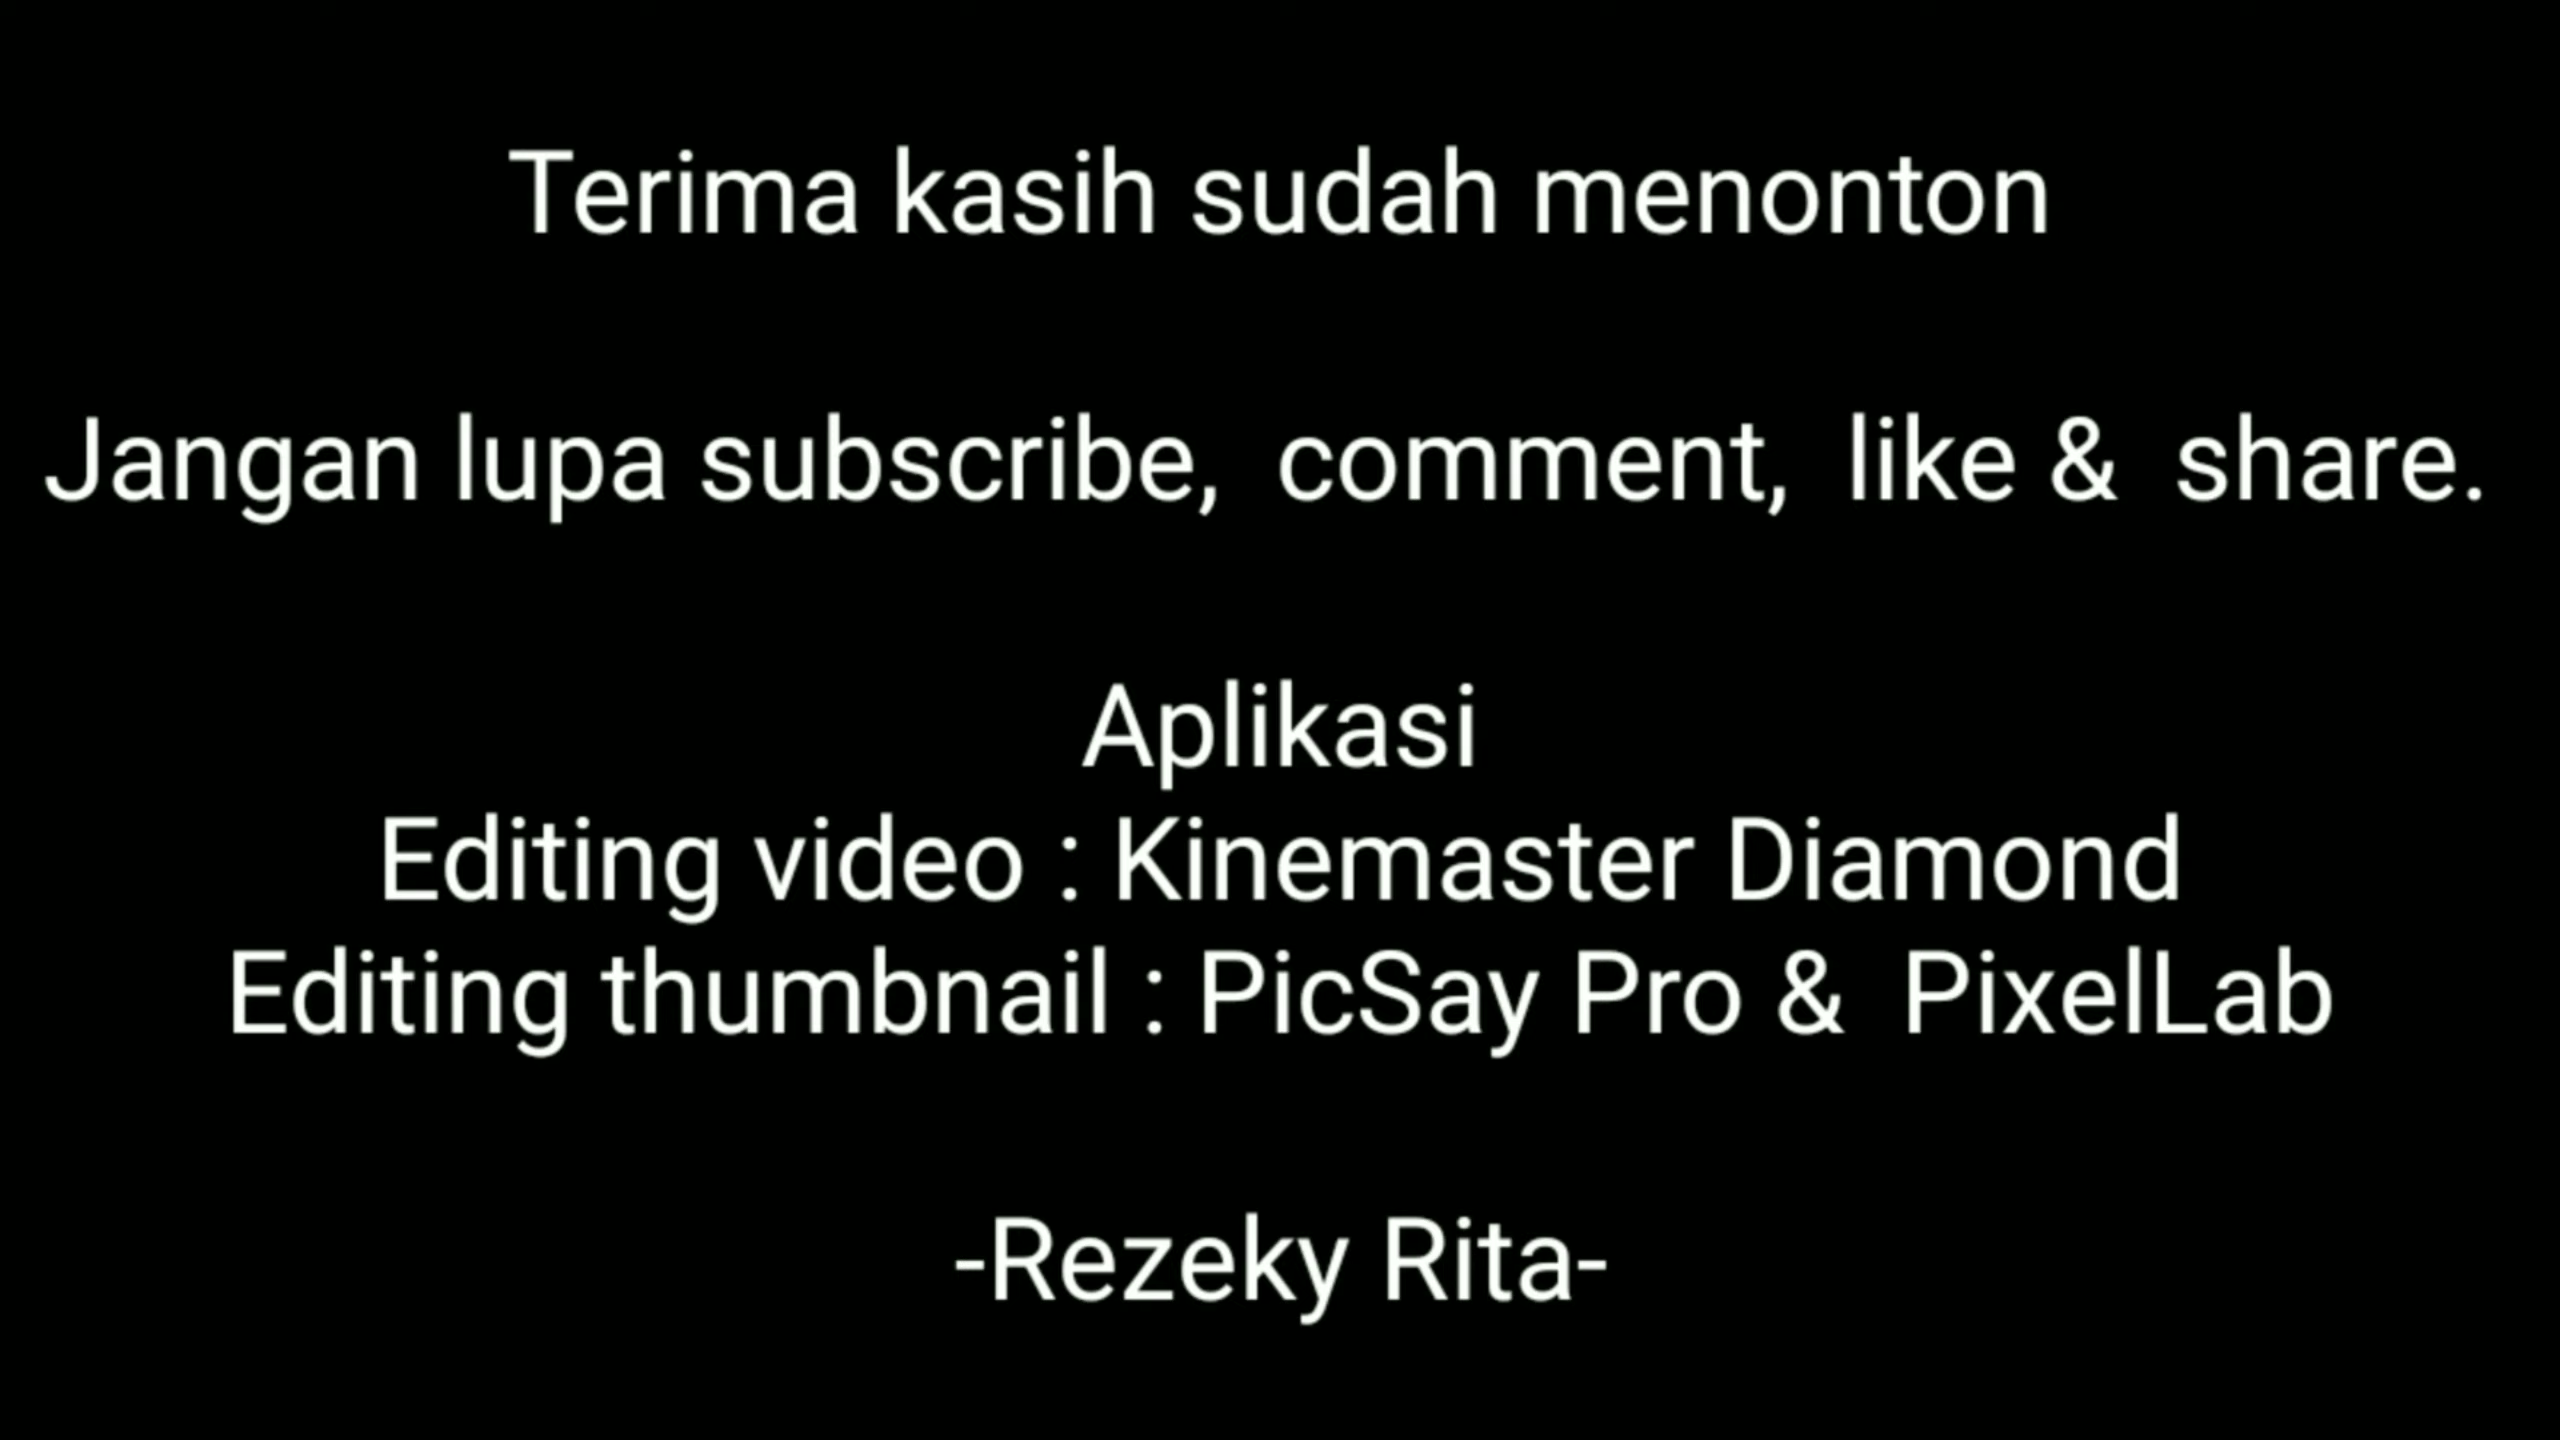 Terima kasih sudah menonton
Jangan lupa subscribe,  comment,  like &  share.
Aplikasi
Editing video : Kinemaster Diamond
Editing thumbnail : PicSay Pro &  PixelLab
-Rezeky Rita-